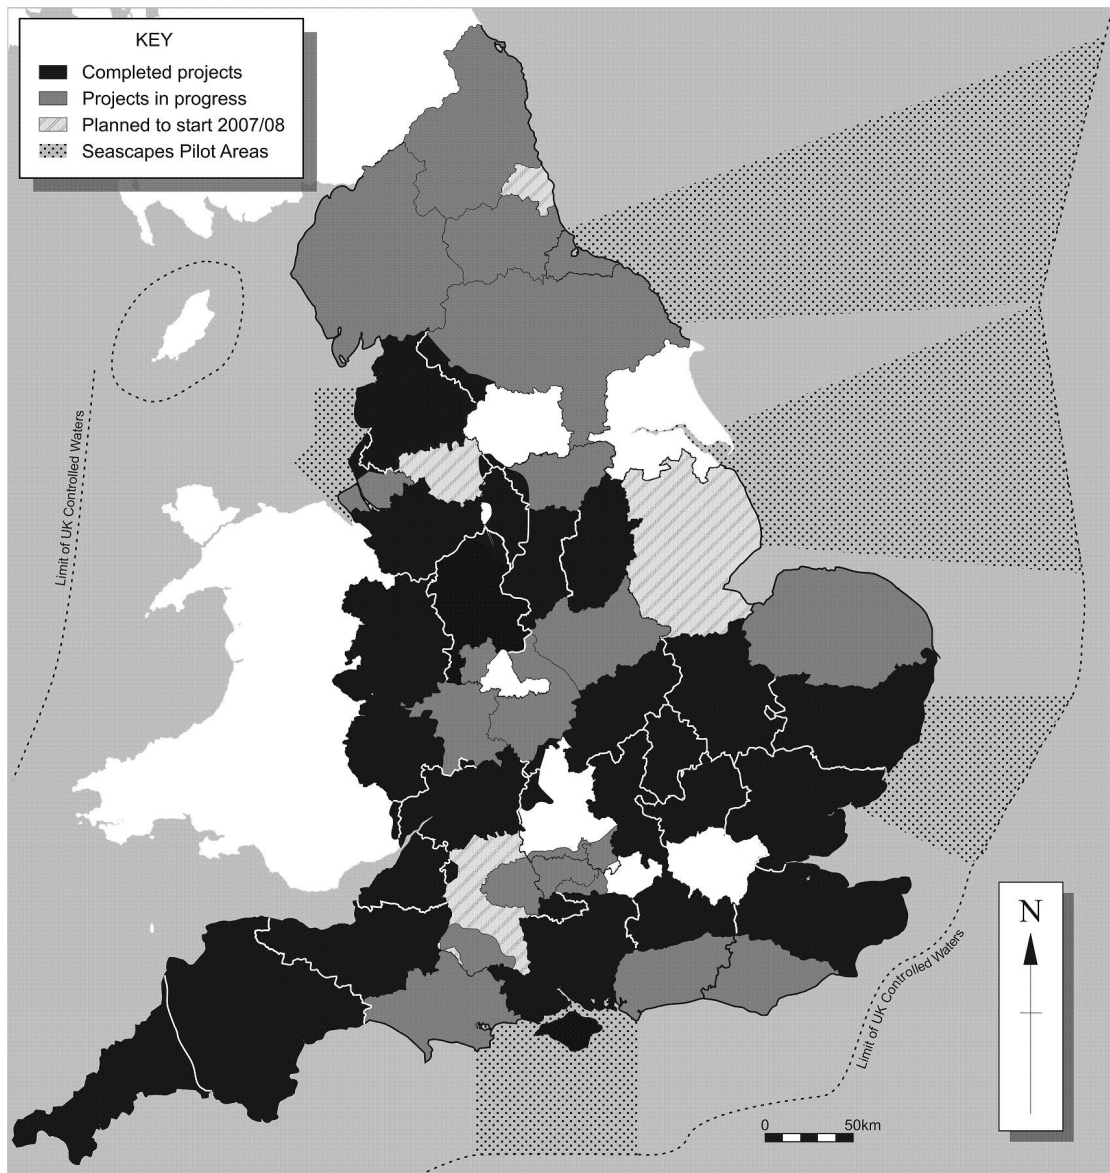 KEY
Completed projects
Projects in progress
Planned to start 2007/08
Seascapes Pilot Areas
Limit of UK Controlled Waters
Limit of UK Controlled Waters
N
0 50km